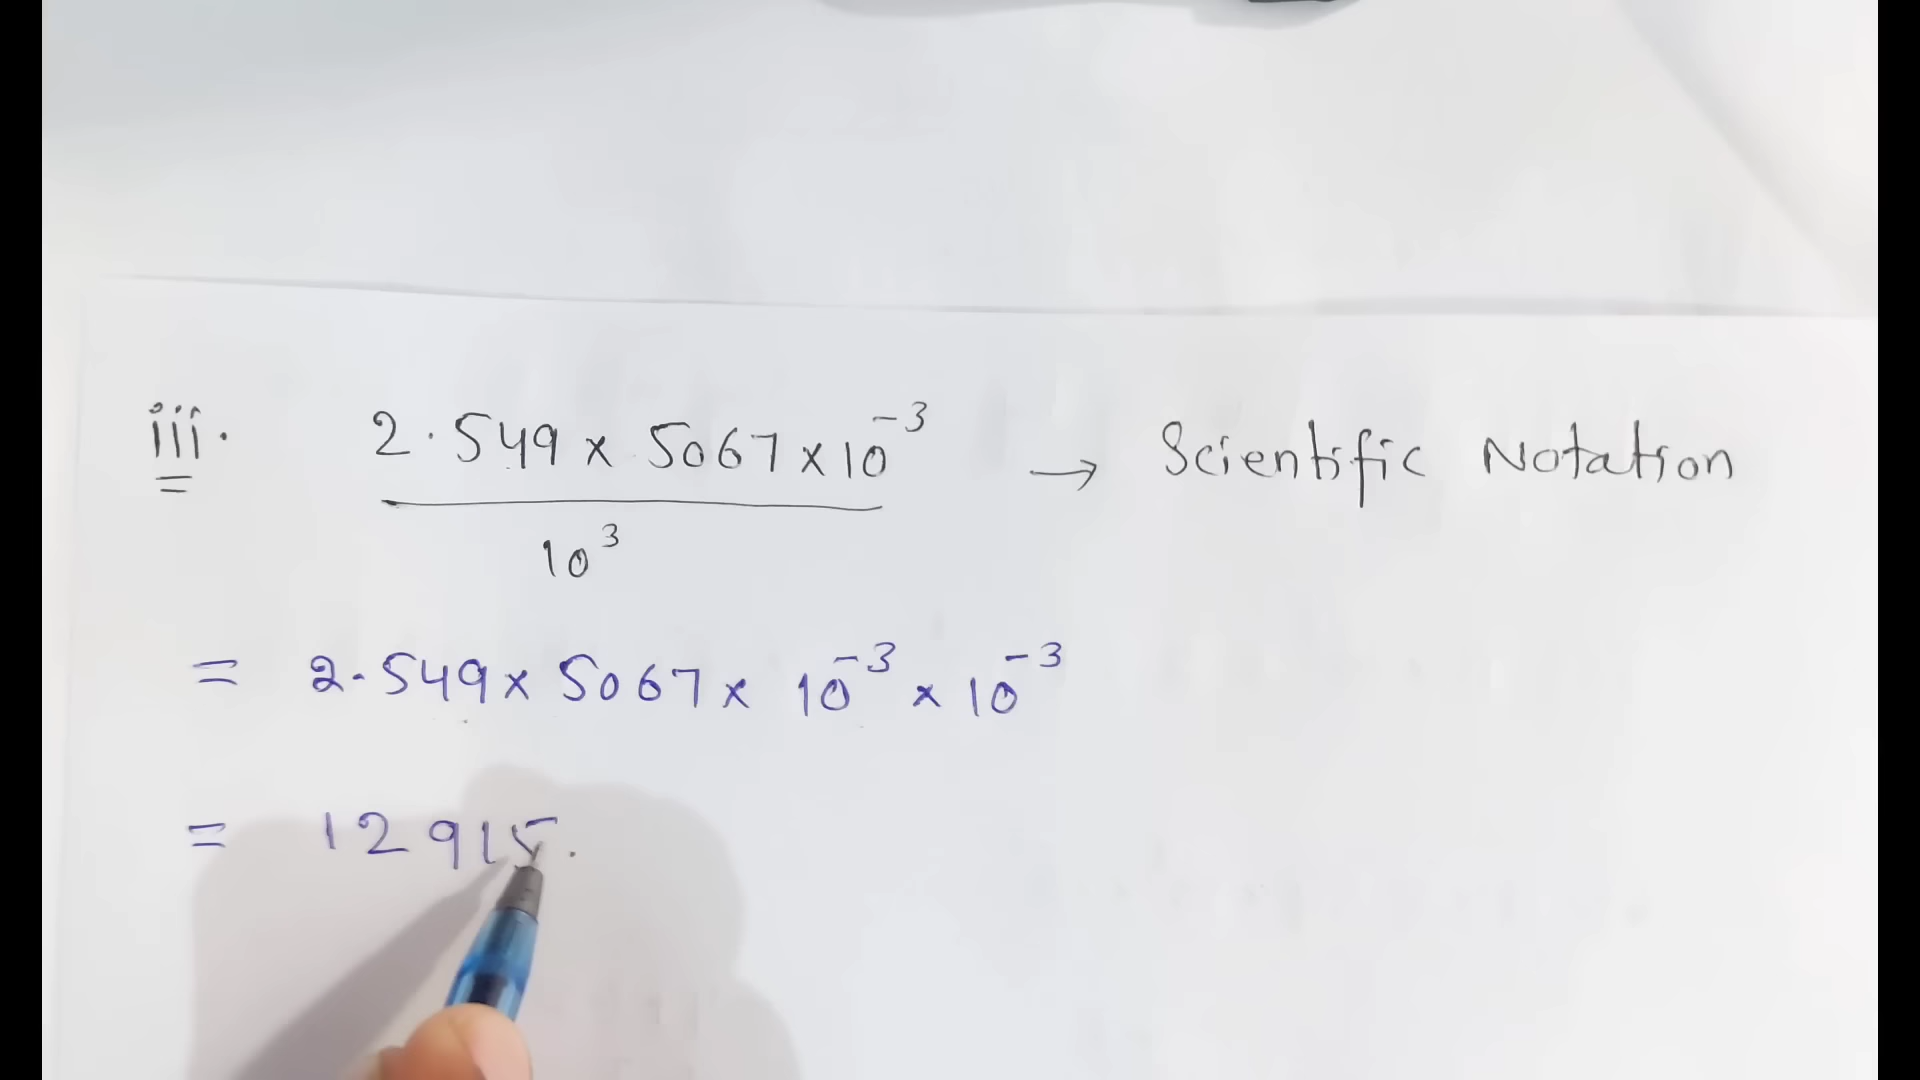 iii. 2.549 x 5067 x 10⁻³ → Scientific Notation
10³
= 2.549 x 5067 x 10⁻³ x 10⁻³
= 12915.